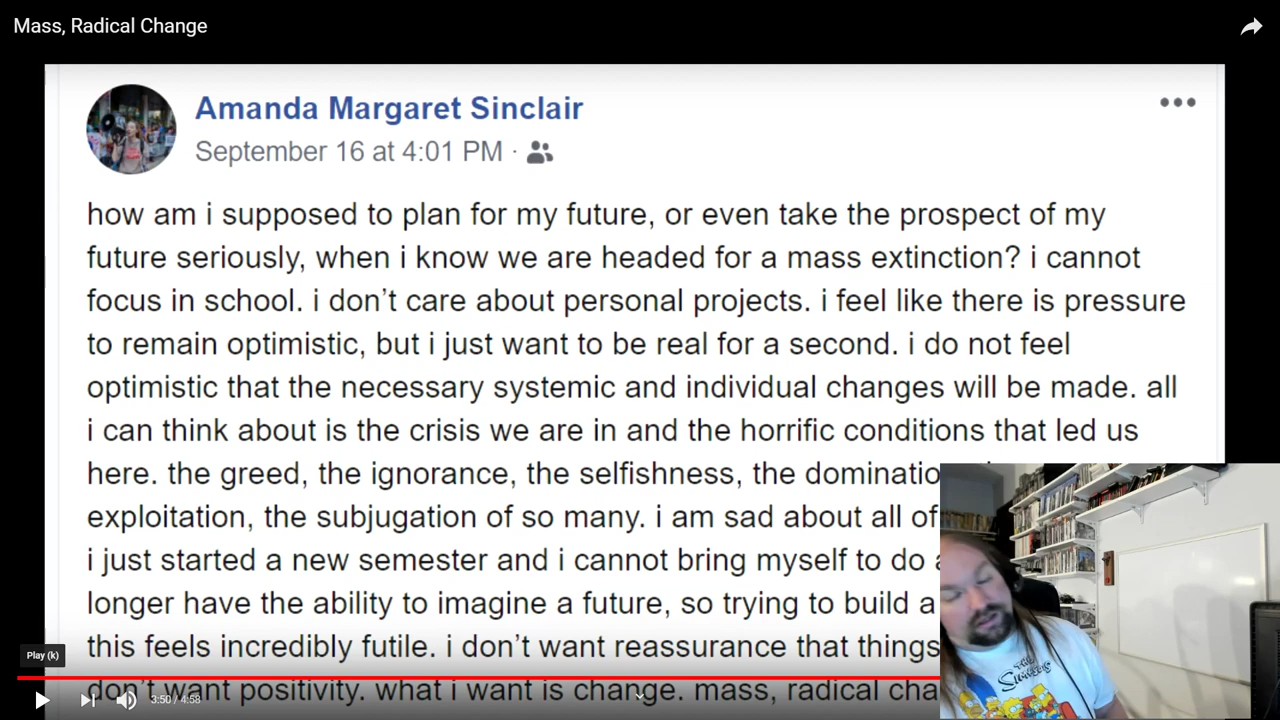 Mass, Radical Change
Amanda Margaret Sinclair
September 16 at 4:01 PM ·
how am i supposed to plan for my future, or even take the prospect of my
future seriously, when i know we are headed for a mass extinction? i cannot
focus in school. i don't care about personal projects. i feel like there is pressure
to remain optimistic, but i just want to be real for a second. i do not feel
optimistic that the necessary systemic and individual changes will be made. all
i can think about is the crisis we are in and the horrific conditions that led us
here. the greed, the ignorance, the selfishness, the
exploitation, the subjugation of so many. i am sad about all of
i just started a new semester and i cannot bring myself to do
longer have the ability to imagine a future, so trying to build a
this feels incredibly futile. i don't want reassurance that things
don't want positivity. what i want is change. mass, radical
Play (k)
3:50 / 4:58
THE
SIMPSONS